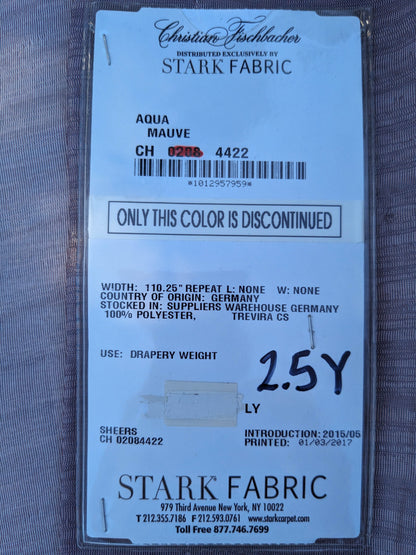 Christian Fischbacher
DISTRIBUTED EXCLUSIVELY BY
STARK FABRIC
AQUA
MAUVE
CH 0208 4422
*1012957959*
ONLY THIS COLOR IS DISCONTINUED
WIDTH: 110.25" REPEAT L: NONE W: NONE
COUNTRY OF ORIGIN: GERMANY
STOCKED IN: SUPPLIERS WAREHOUSE GERMANY
100% POLYESTER, TREVIRA CS
USE: DRAPERY WEIGHT
2.5Y
LY
SHEERS INTRODUCTION: 2015/05
CH 02084422 PRINTED: 01/03/2017
STARK FABRIC
979 Third Avenue New York, NY 10022
T 212.355.7186 F 212.593.0761 www.starkcarpet.com
Toll Free 877.746.7699